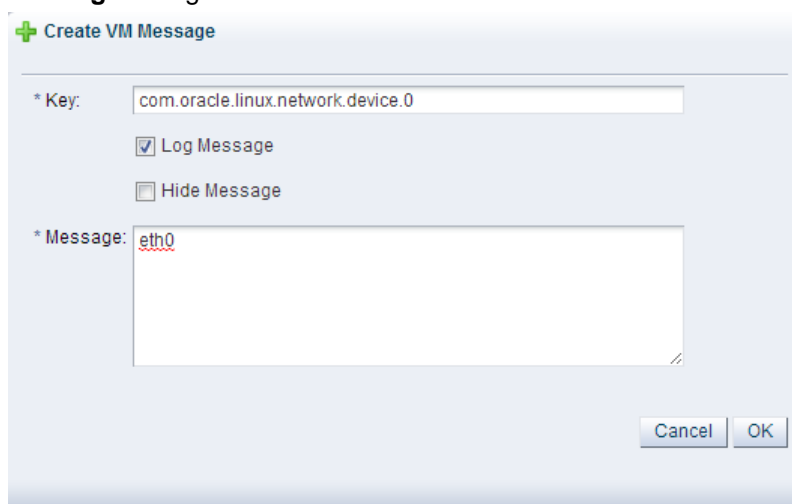 Create VM Message
* Key: com.oracle.linux.network.device.0
Log Message
Hide Message
* Message: eth0
Cancel OK